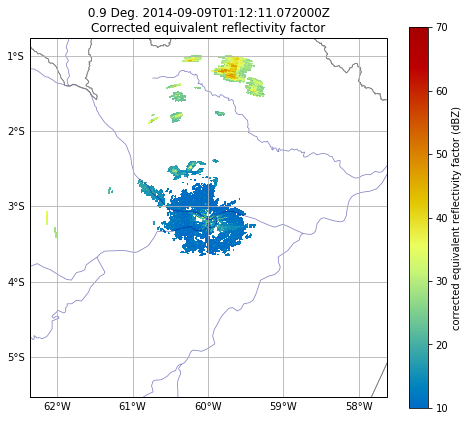 0.9 Deg. 2014-09-09T01:12:11.072000Z
Corrected equivalent reflectivity factor
1°S
2°S
3°S
4°S
5°S
62°W
61°W
60°W
59°W
58°W
70
60
50
40
30
20
10
corrected equivalent reflectivity factor (dBZ)